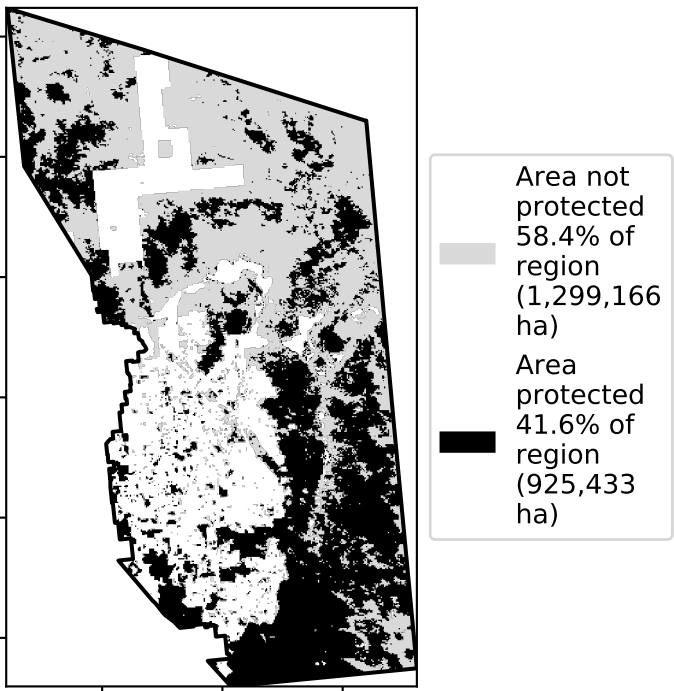 Area not
protected
58.4% of
region
(1,299,166
ha)
Area
protected
41.6% of
region
(925,433
ha)